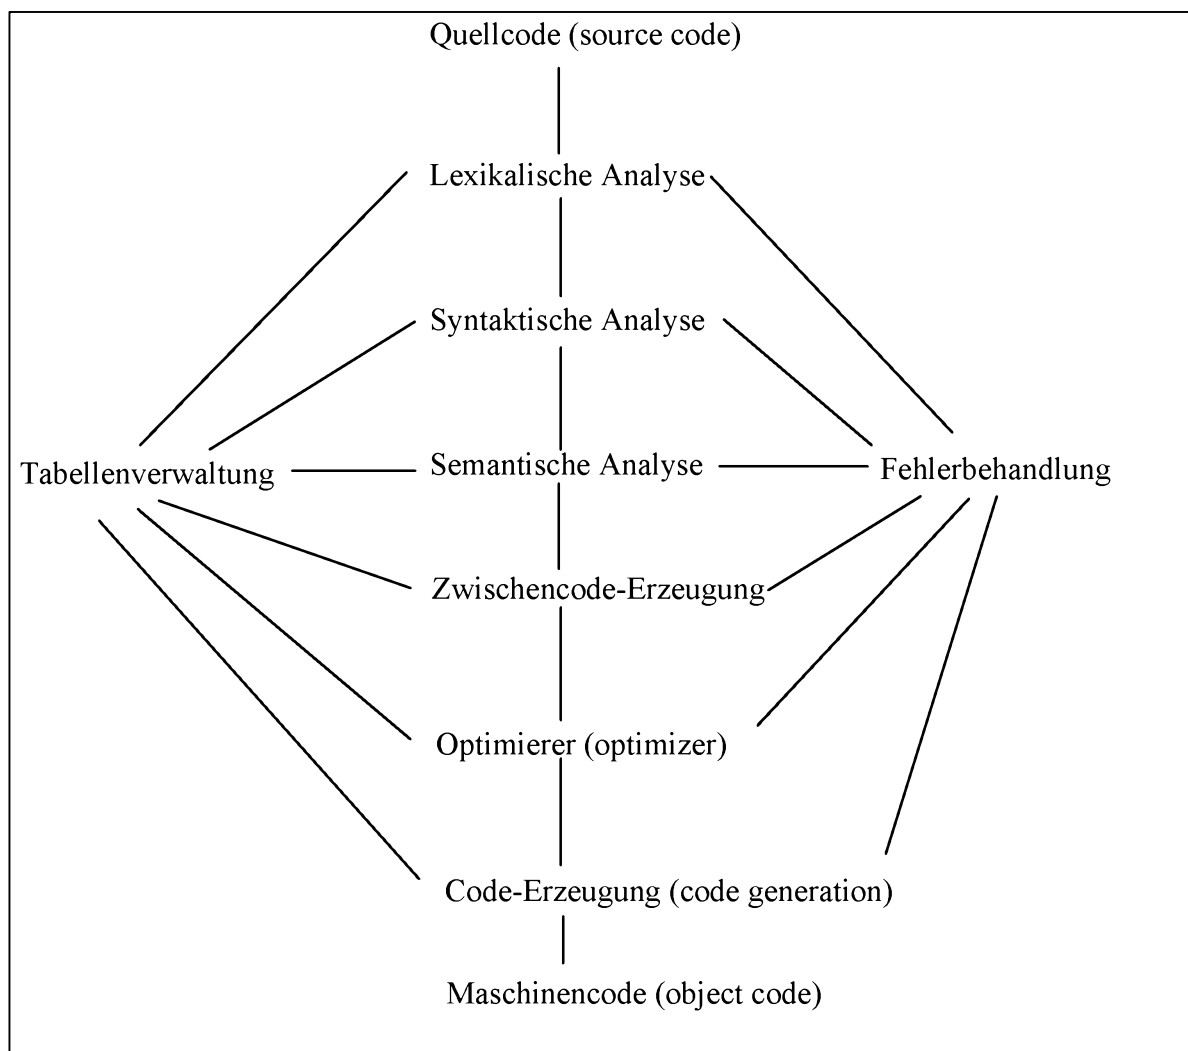 Quellcode (source code)
Lexikalische Analyse
Syntaktische Analyse
Tabellenverwaltung
Semantische Analyse
Fehlerbehandlung
Zwischencode-Erzeugung
Optimierer (optimizer)
Code-Erzeugung (code generation)
Maschinencode (object code)